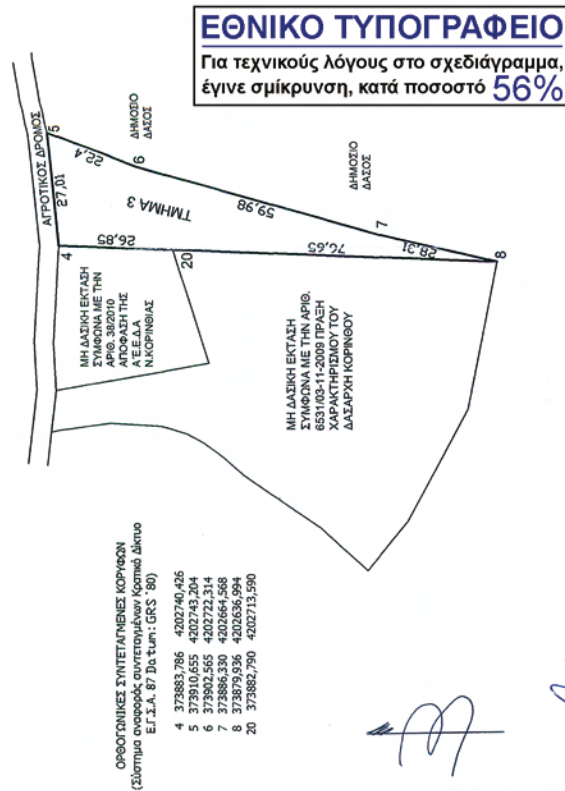 ΕΘΝΙΚΟ ΤΥΠΟΓΡΑΦΕΙΟ
Για τεχνικούς λόγους στο σχεδιάγραμμα,
έγινε σμίκρυνση, κατά ποσοστό 56%
ΑΓΡΟΤΙΚΟΣ ΔΡΟΜΟΣ
5
27,01
4
22,4
ΔΗΜΟΣΙΟ
ΔΑΣΟΣ
6
ΤΜΗΜΑ 3
26,85
20
59,98
ΔΗΜΟΣΙΟ
ΔΑΣΟΣ
7
76,65
28,31
8
ΜΗ ΔΑΣΙΚΗ ΕΚΤΑΣΗ
ΣΥΜΦΩΝΑ ΜΕ ΤΗΝ
ΑΡΙΘ. 38/2010
ΑΠΟΦΑΣΗ ΤΗΣ
Α'Ε.Ε.Δ.Α
Ν.ΚΟΡΙΝΘΙΑΣ
ΜΗ ΔΑΣΙΚΗ ΕΚΤΑΣΗ
ΣΥΜΦΩΝΑ ΜΕ ΤΗΝ ΑΡΙΘ.
6531/03-11-2009 ΠΡΑΞΗ
ΧΑΡΑΚΤΗΡΙΣΜΟΥ ΤΟΥ
ΔΑΣΑΡΧΗ ΚΟΡΙΝΘΟΥ
ΟΡΘΟΓΩΝΙΚΕΣ ΣΥΝΤΕΤΑΓΜΕΝΕΣ ΚΟΡΥΦΩΝ
(Σύστημα αναφοράς συντεταγμένων Κρατικό Δίκτυο
Ε.Γ.Σ.Α. 87 Datum: GRS '80)
4 373883,786 4202740,426
5 373910,655 4202743,204
6 373902,565 4202722,314
7 373886,330 4202664,568
8 373879,936 4202636,994
20 373882,790 4202713,590